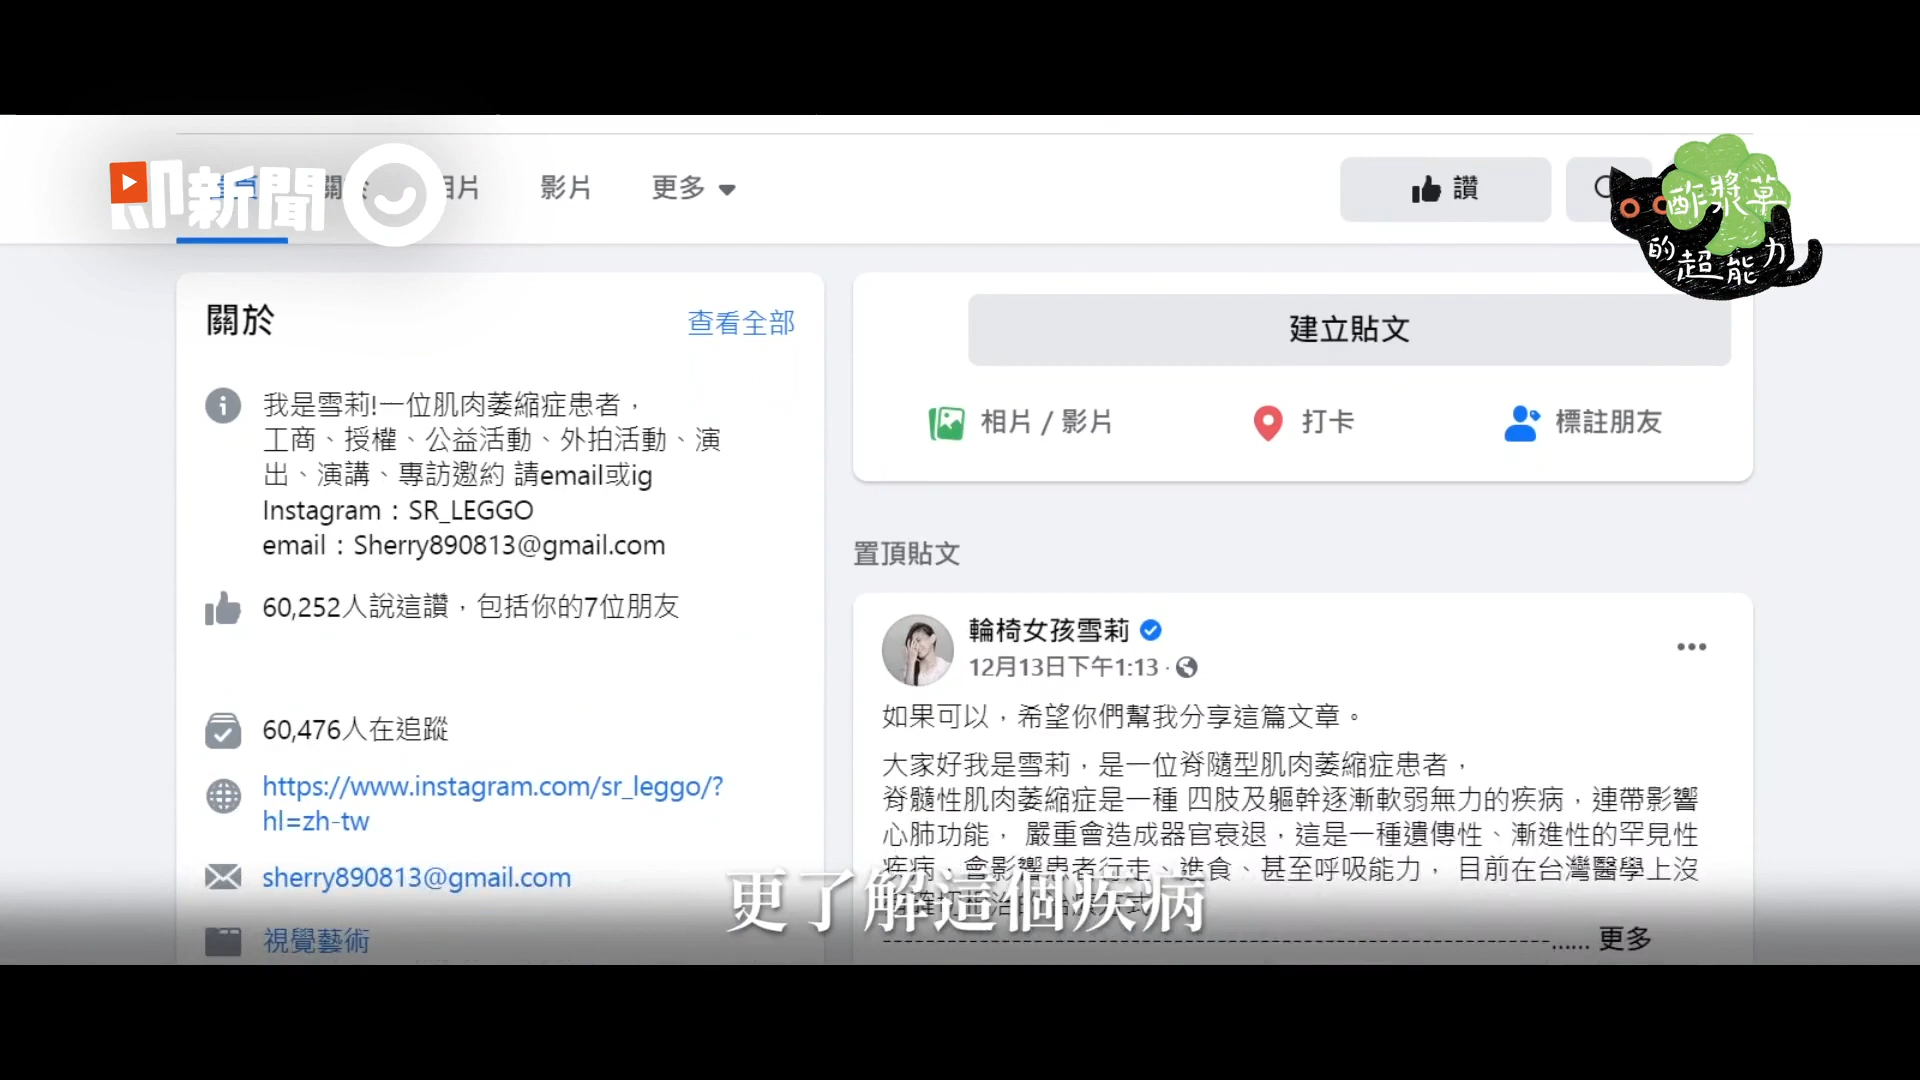 即新聞
影片
更多
讚
酢漿草
的超能力
關於
查看全部
我是雪莉!一位肌肉萎縮症患者，
工商、授權、公益活動、外拍活動、演
出、演講、專訪邀約 請email或ig
Instagram：SR_LEGGO
email：Sherry890813@gmail.com
60,252人說這讚，包括你的7位朋友
60,476人在追蹤
https://www.instagram.com/sr_leggo/?
hl=zh-tw
sherry890813@gmail.com
視覺藝術
建立貼文
相片 / 影片
打卡
標註朋友
置頂貼文
輪椅女孩雪莉
12月13日下午1:13 ·
如果可以，希望你們幫我分享這篇文章。
大家好我是雪莉，是一位脊隨型肌肉萎縮症患者，
脊髓性肌肉萎縮症是一種 四肢及軀幹逐漸軟弱無力的疾病，連帶影響
心肺功能， 嚴重會造成器官衰退，這是一種遺傳性、漸進性的罕見性
疾病、會影響患者行走、進食、甚至呼吸能力， 目前在台灣醫學上沒
...... 更多
更了解這個疾病